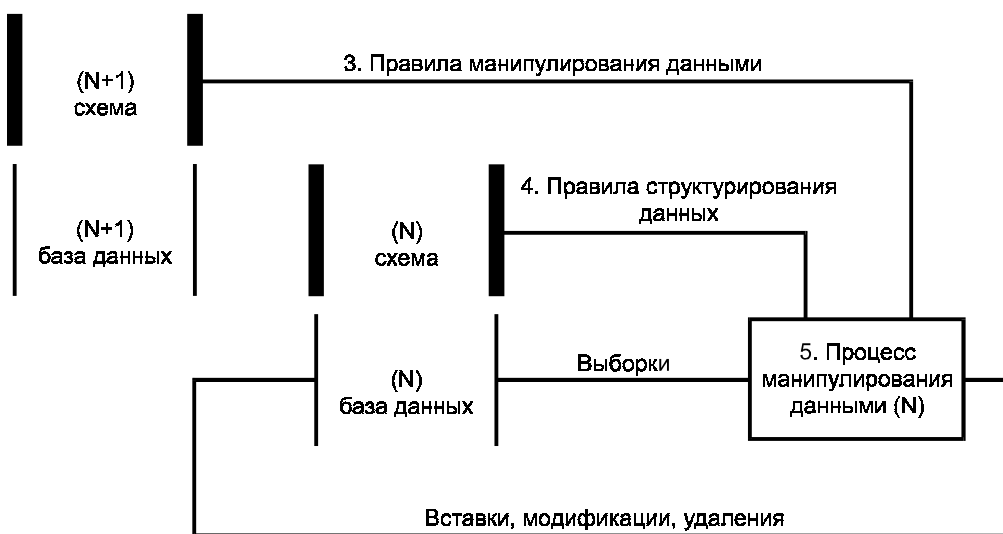 3. Правила манипулирования данными
(N+1)
схема
4. Правила структурирования
данных
(N+1)
база данных
(N)
схема
Выборки
5. Процесс
манипулирования
данными (N)
(N)
база данных
Вставки, модификации, удаления